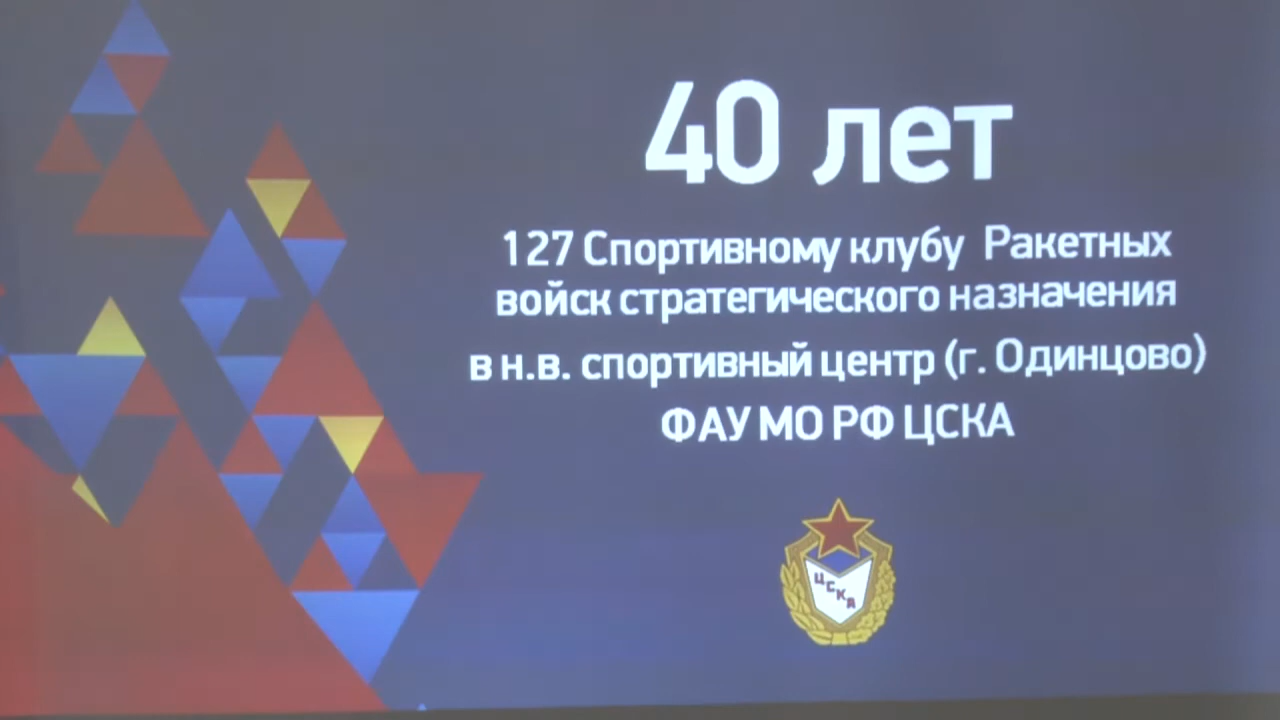 40 лет
127 Спортивному клубу Ракетных
войск стратегического назначения
в н.в. спортивный центр (г. Одинцово)
ФАУ МО РФ ЦСКА
ЦСКА